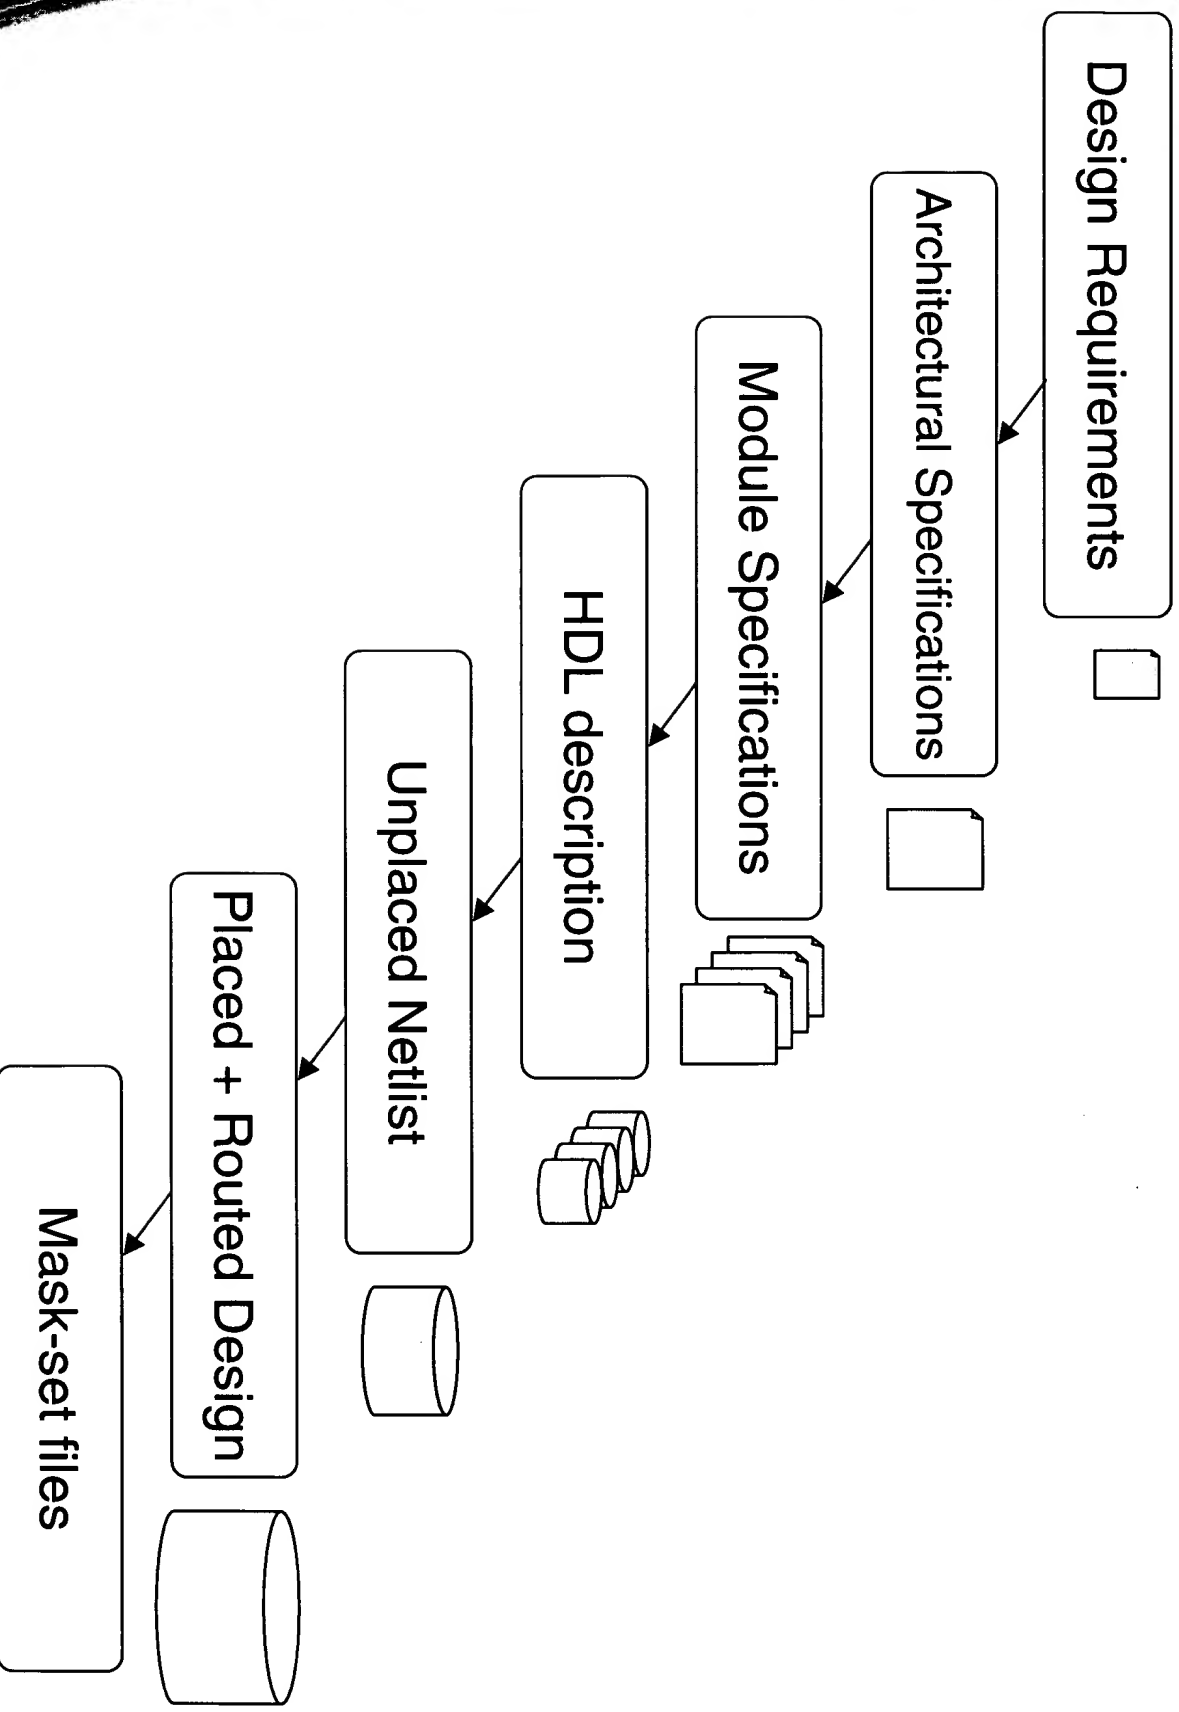 Design Requirements
Architectural Specifications
Module Specifications
HDL description
Unplaced Netlist
Placed + Routed Design
Mask-set files